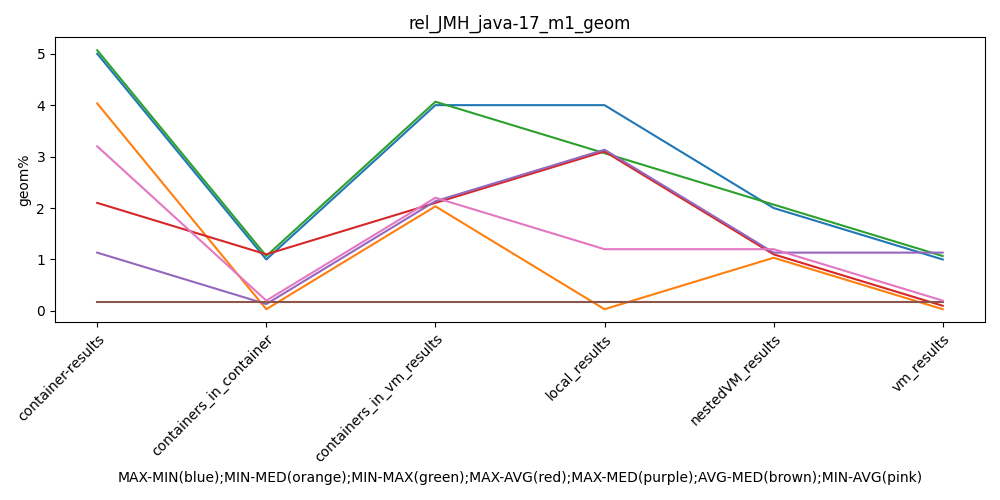 rel_JMH_java-17_m1_geom
geom%
5
4
3
2
1
0
container-results
containers_in_container
containers_in_vm_results
local_results
nestedVM_results
vm_results
MAX-MIN(blue);MIN-MED(orange);MIN-MAX(green);MAX-AVG(red);MAX-MED(purple);AVG-MED(brown);MIN-AVG(pink)